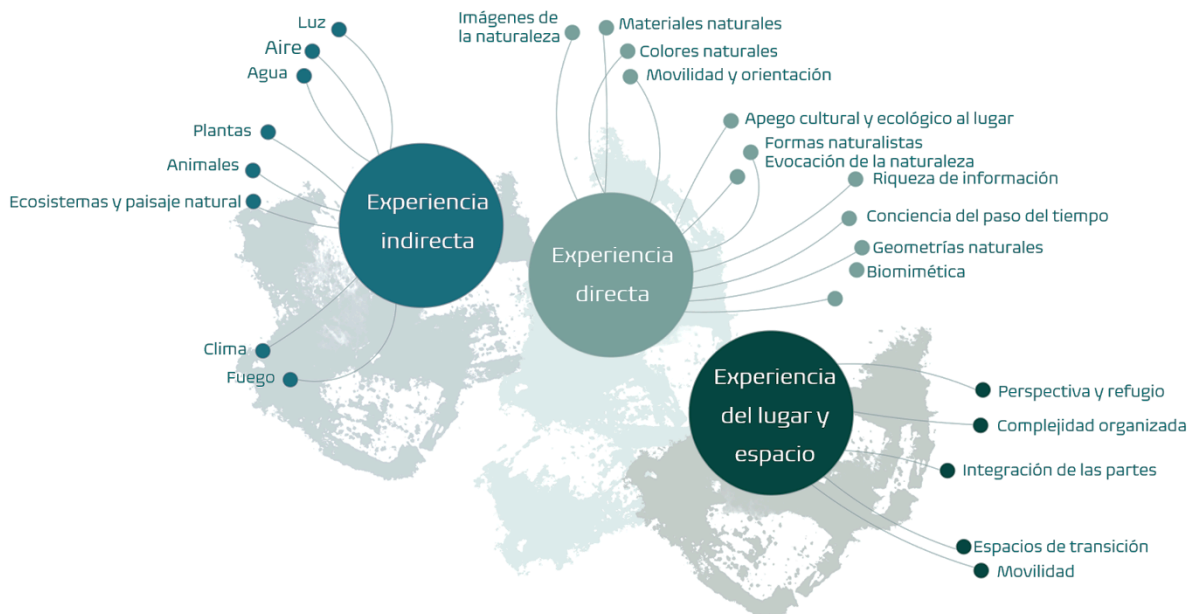 Luz
Aire
Agua
Plantas
Animales
Ecosistemas y paisaje natural
Experiencia
indirecta
Clima
Fuego
Imágenes de
la naturaleza
Materiales naturales
Colores naturales
Movilidad y orientación
Apego cultural y ecológico al lugar
Formas naturalistas
Evocación de la naturaleza
Riqueza de información
Conciencia del paso del tiempo
Geometrías naturales
Biomimética
Experiencia
directa
Experiencia
del lugar y
espacio
Perspectiva y refugio
Complejidad organizada
Integración de las partes
Espacios de transición
Movilidad